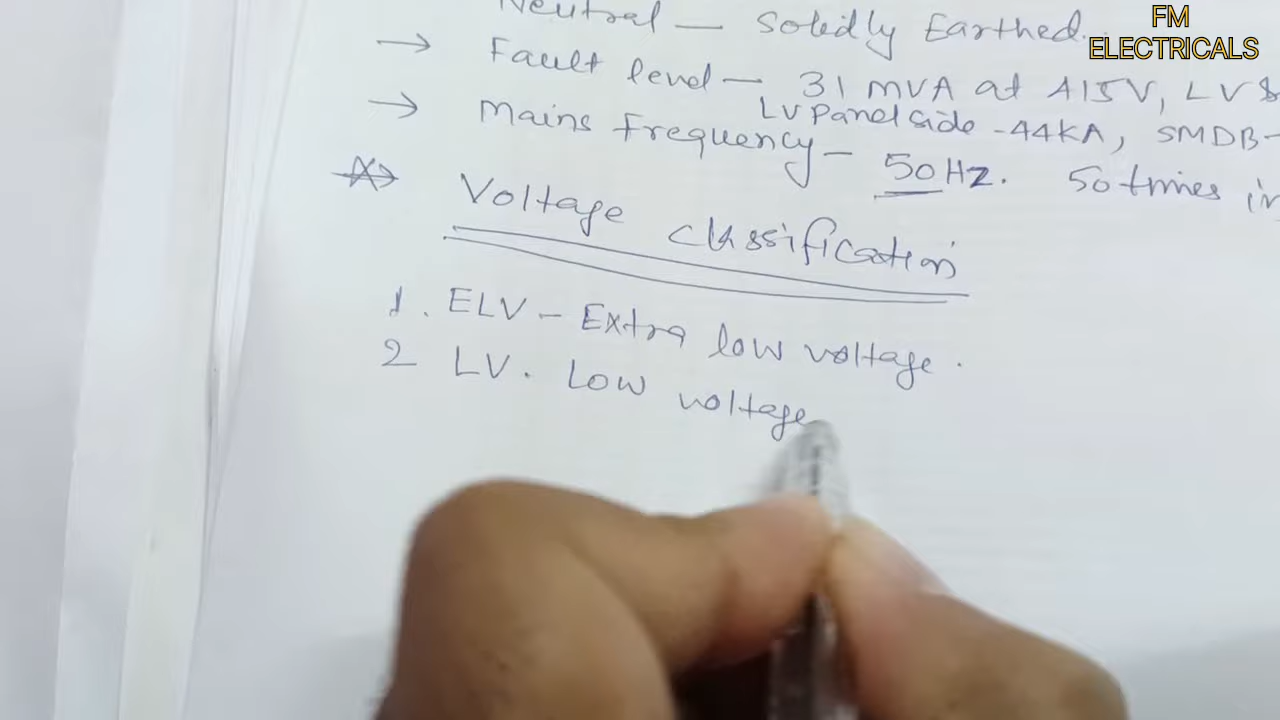 Neutral — Solidly Earthed.
FM
ELECTRICALS
→ Fault level — 31 MVA at 415V, LV
LV Panel side - 44KA, SMDB-
→ Mains Frequency — 50Hz. 50 times in
Voltage classification
1. ELV - Extra low voltage.
2 LV. Low voltage